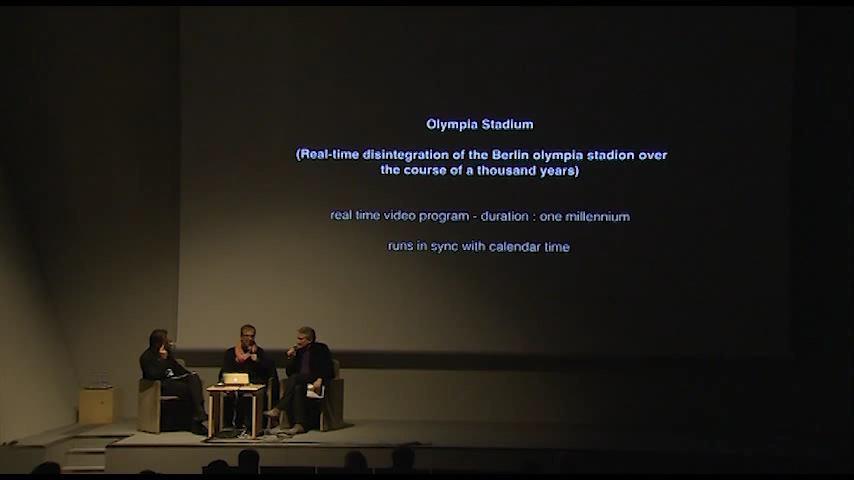 Olympia Stadium
(Real-time disintegration of the Berlin olympia stadion over
the course of a thousand years)
real time video program - duration : one millennium
runs in sync with calendar time